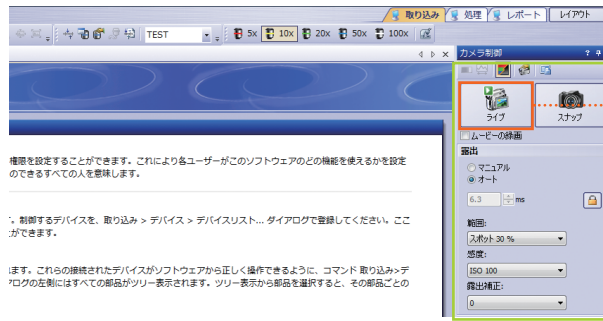 取り込み 処理 レポート レイアウト
TEST 5x 10x 20x 50x 100x
カメラ制御
ライブ スナップ
ムービーの録画
露出
マニュアル
オート
6.3 ms
範囲:
スポット 30 %
感度:
ISO 100
露出補正:
0
権限を設定することができます。これにより各ユーザーがこのソフトウェアのどの機能を使えるかを設定
のできるすべての人を意味します。
。制御するデバイスを、取り込み > デバイス > デバイスリスト... ダイアログで登録してください。ここ
ができます。
ます。これらの接続されたデバイスがソフトウェアから正しく操作できるように、コマンド 取り込み>デ
アログの左側にはすべての部品がツリー表示されます。ツリー表示から部品を選択すると、その部品ごとの